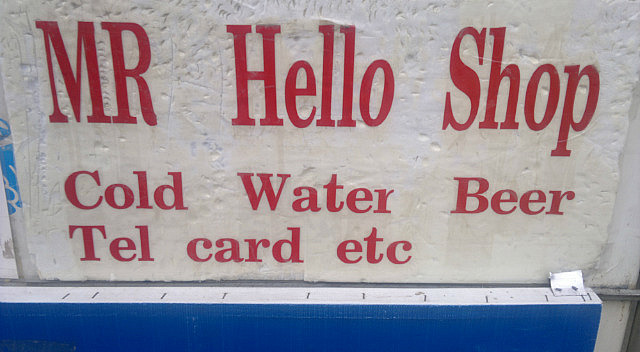 MR Hello Shop
Cold Water Beer
Tel card etc